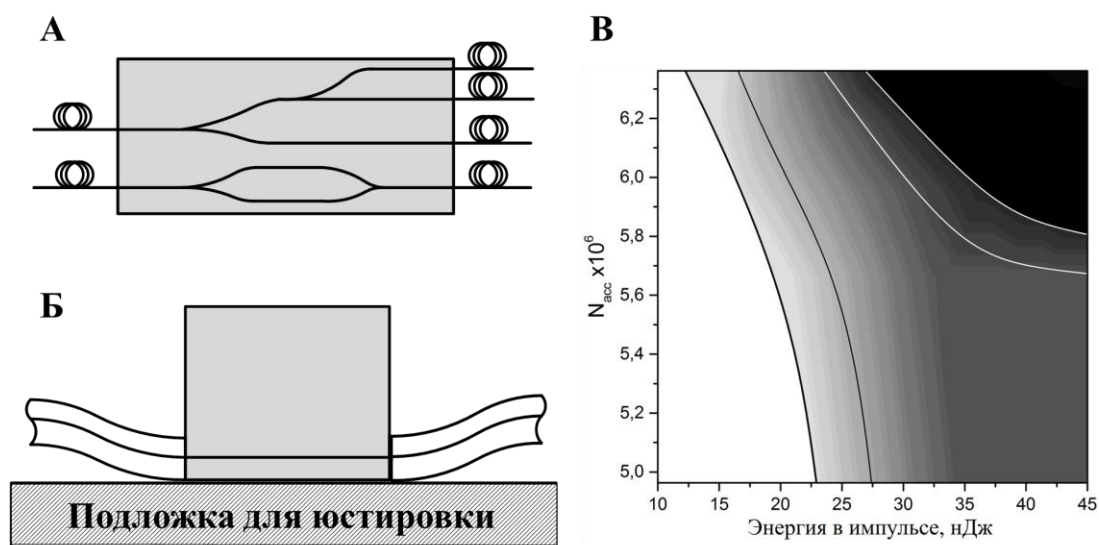 А
Б
Подложка для юстировки
В
N_acc x10^6
6,2
6,0
5,8
5,6
5,4
5,2
5,0
10 15 20 25 30 35 40 45
Энергия в импульсе, нДж